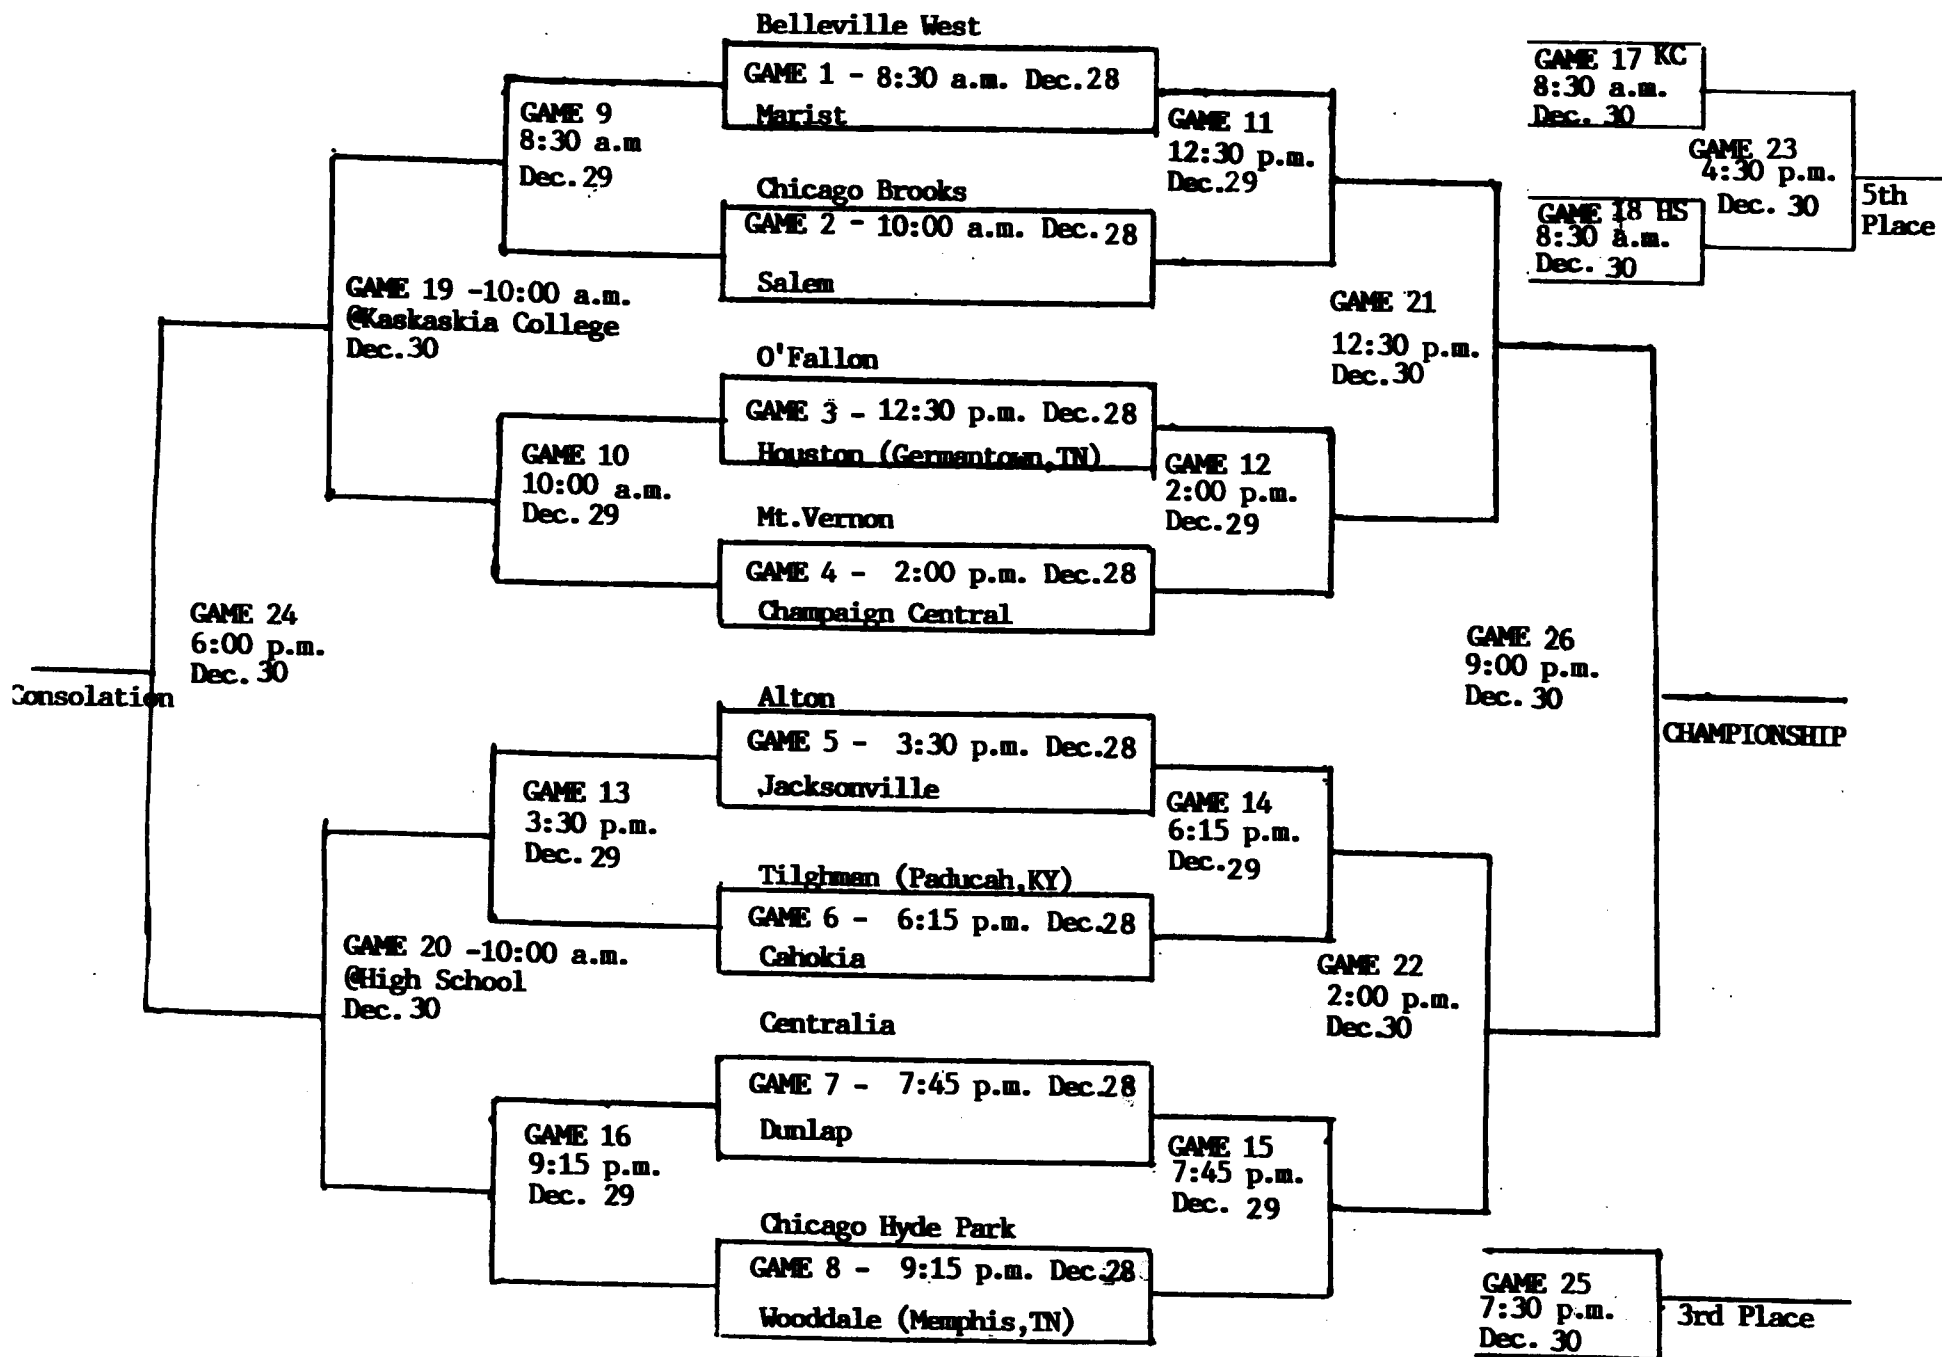 Belleville West
GAME 1 - 8:30 a.m. Dec.28
Marist
Chicago Brooks
GAME 2 - 10:00 a.m. Dec.28
Salem
O'Fallon
GAME 3 - 12:30 p.m. Dec.28
Houston (Germantown,TN)
Mt.Vernon
GAME 4 - 2:00 p.m. Dec.28
Champaign Central
Alton
GAME 5 - 3:30 p.m. Dec.28
Jacksonville
Tilghman (Paducah,KY)
GAME 6 - 6:15 p.m. Dec.28
Cahokia
Centralia
GAME 7 - 7:45 p.m. Dec.28
Dunlap
Chicago Hyde Park
GAME 8 - 9:15 p.m. Dec.28
Wooddale (Memphis,TN)
GAME 9
8:30 a.m
Dec.29
GAME 10
10:00 a.m.
Dec. 29
GAME 13
3:30 p.m.
Dec. 29
GAME 16
9:15 p.m.
Dec. 29
GAME 19 -10:00 a.m.
@Kaskaskia College
Dec.30
GAME 20 -10:00 a.m.
@High School
Dec. 30
GAME 24
6:00 p.m.
Dec. 30
Consolation
GAME 11
12:30 p.m.
Dec.29
GAME 12
2:00 p.m.
Dec.29
GAME 14
6:15 p.m.
Dec.29
GAME 15
7:45 p.m.
Dec. 29
GAME 21
12:30 p.m.
Dec.30
GAME 22
2:00 p.m.
Dec.30
GAME 26
9:00 p.m.
Dec. 30
CHAMPIONSHIP
GAME 17 KC
8:30 a.m.
Dec. 30
GAME 18 HS
8:30 a.m.
Dec. 30
GAME 23
4:30 p.m.
Dec. 30
5th
Place
GAME 25
7:30 p.m.
Dec. 30
3rd Place